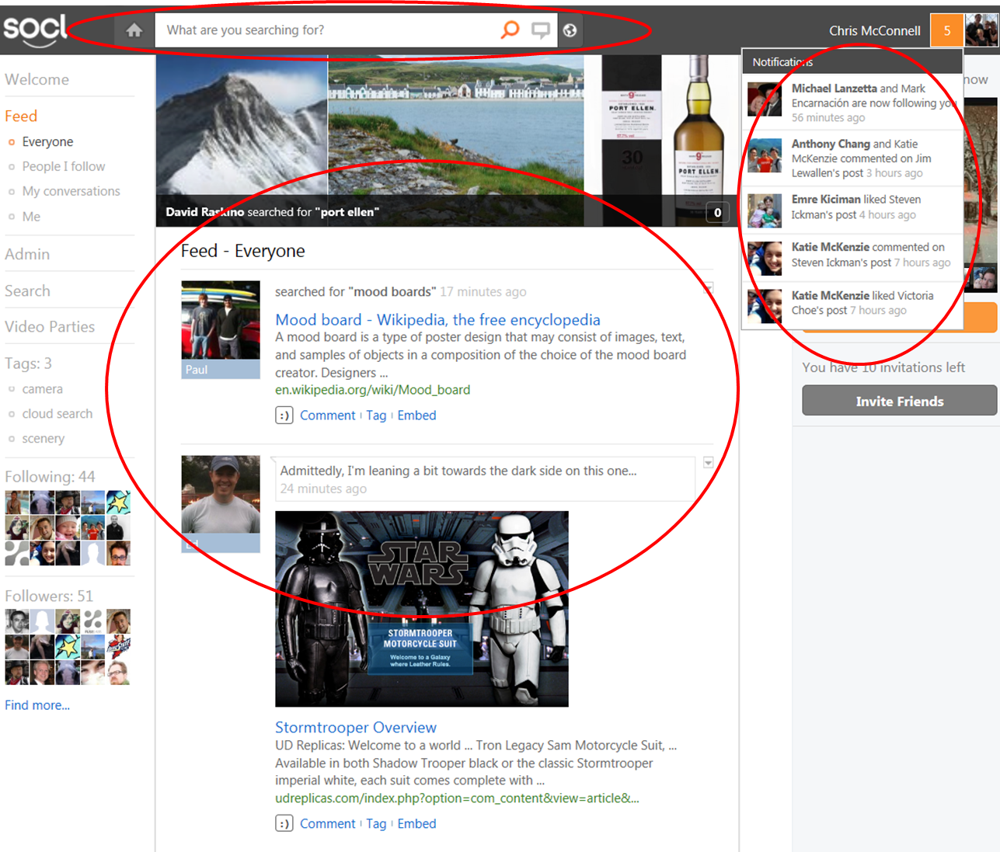 socl
What are you searching for?
Chris McConnell
5
Notifications
Michael Lanzetta and Mark
Encarnación are now following you
56 minutes ago
Anthony Chang and Katie
McKenzie commented on Jim
Lewallen's post 3 hours ago
Emre Kiciman liked Steven
Ickman's post 4 hours ago
Katie McKenzie commented on
Steven Ickman's post 7 hours ago
Katie McKenzie liked Victoria
Choe's post 7 hours ago
now
You have 10 invitations left
Invite Friends
Welcome
Feed
Everyone
People I follow
My conversations
Me
Admin
Search
Video Parties
Tags: 3
camera
cloud search
scenery
Following: 44
Followers: 51
Find more...
9
PORT ELLEN
30
9
PORT ELLEN
David Raskino searched for "port ellen"
0
Feed - Everyone
Paul
searched for "mood boards" 17 minutes ago
Mood board - Wikipedia, the free encyclopedia
A mood board is a type of poster design that may consist of images, text,
and samples of objects in a composition of the choice of the mood board
creator. Designers ...
en.wikipedia.org/wiki/Mood_board
:) Comment Tag Embed
Ed
Admittedly, I'm leaning a bit towards the dark side on this one...
24 minutes ago
STAR
WARS
STORMTROOPER
MOTORCYCLE SUIT
Welcome to a Galaxy
where Leather Rules.
Stormtrooper Overview
UD Replicas: Welcome to a world ... Tron Legacy Sam Motorcycle Suit, ...
Available in both Shadow Trooper black or the classic Stormtrooper
imperial white, each suit comes complete with ...
udreplicas.com/index.php?option=com_content&view=article&...
:) Comment Tag Embed